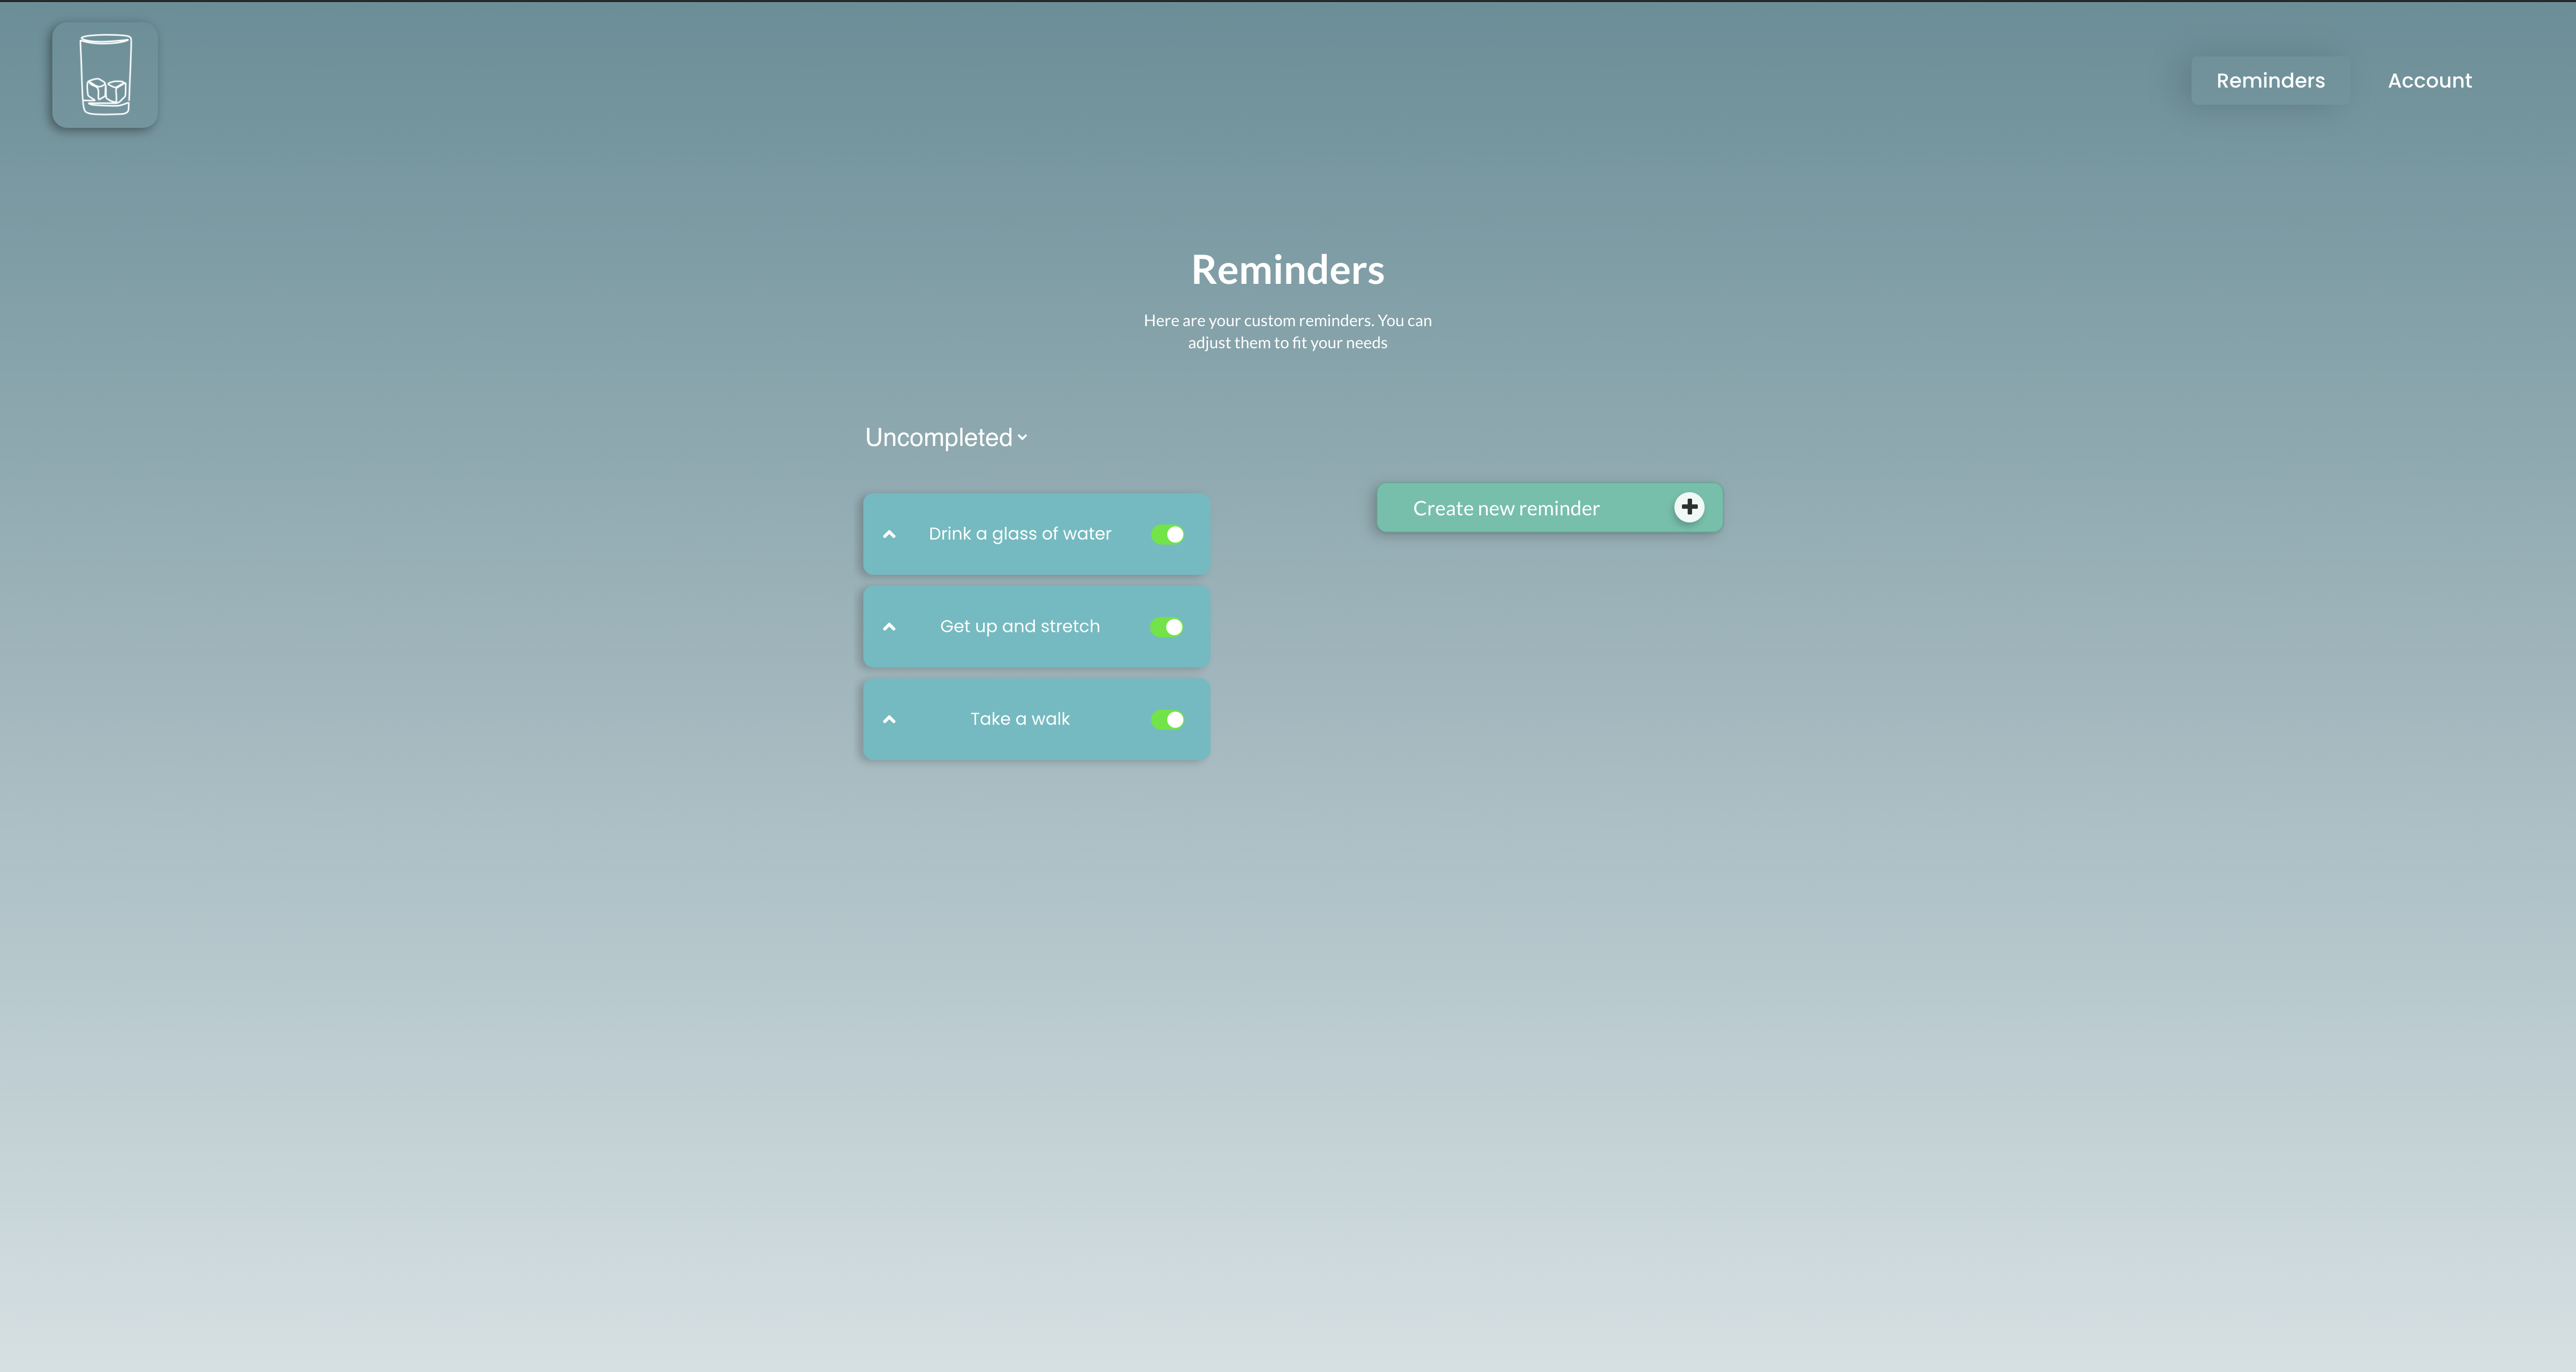 Reminders
Account
Reminders
Here are your custom reminders. You can
adjust them to fit your needs
Uncompleted
Drink a glass of water
Create new reminder
Get up and stretch
Take a walk